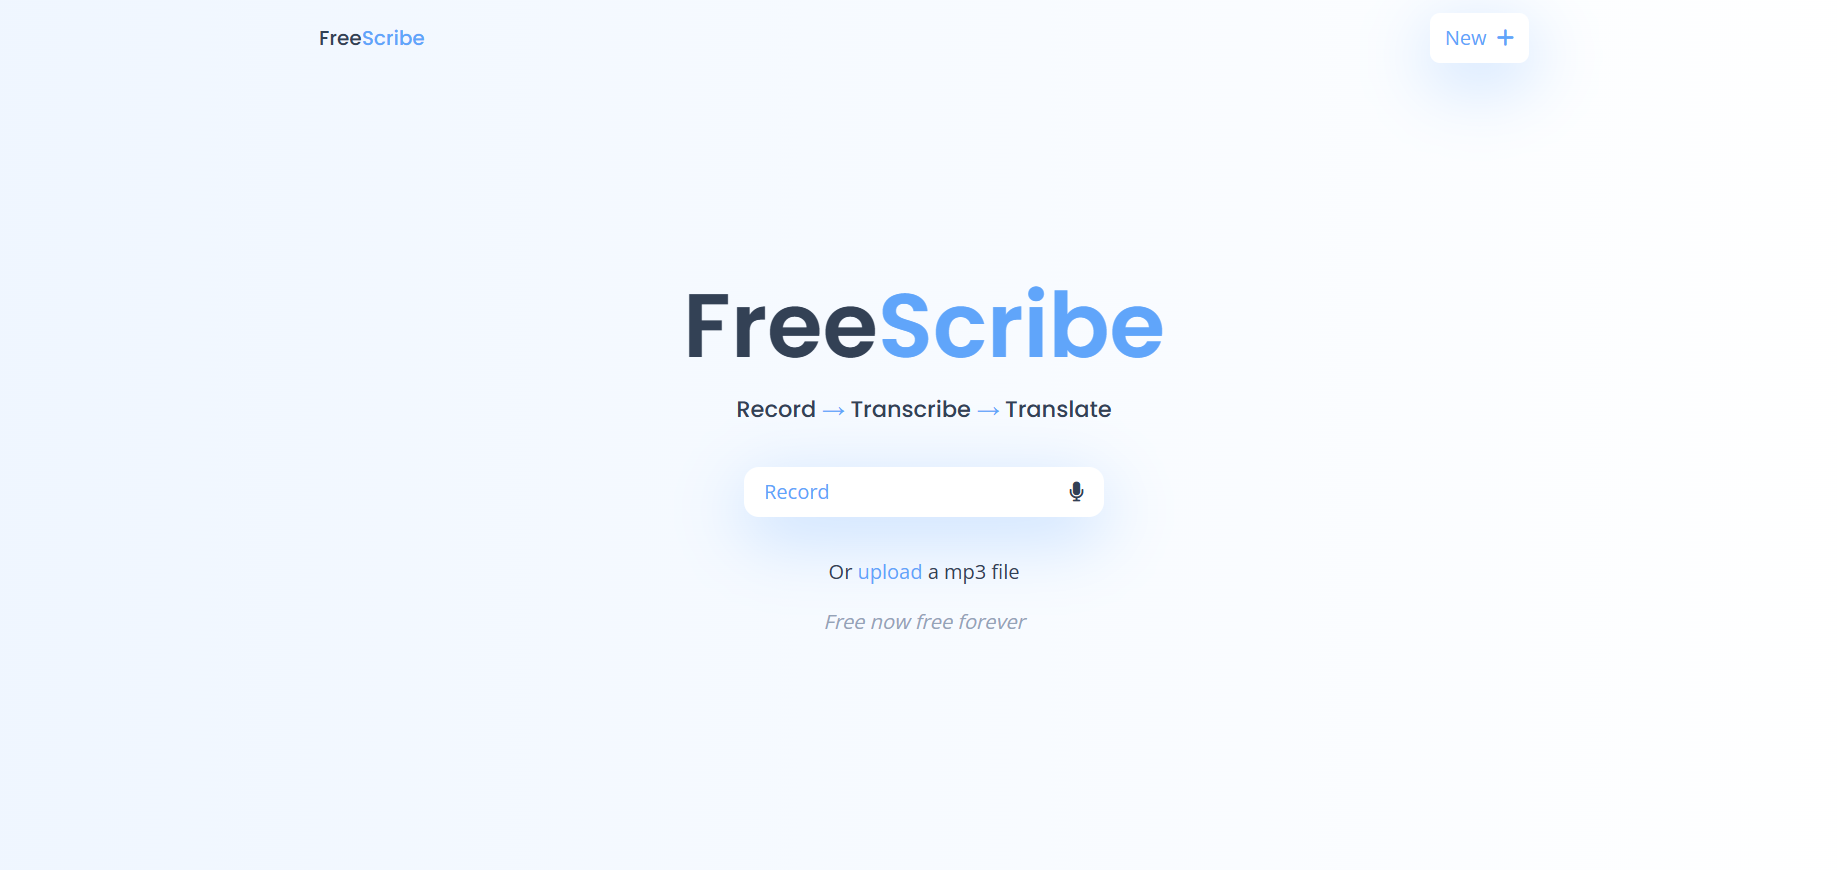 FreeScribe
New
FreeScribe
Record → Transcribe → Translate
Record
Or upload a mp3 file
Free now free forever